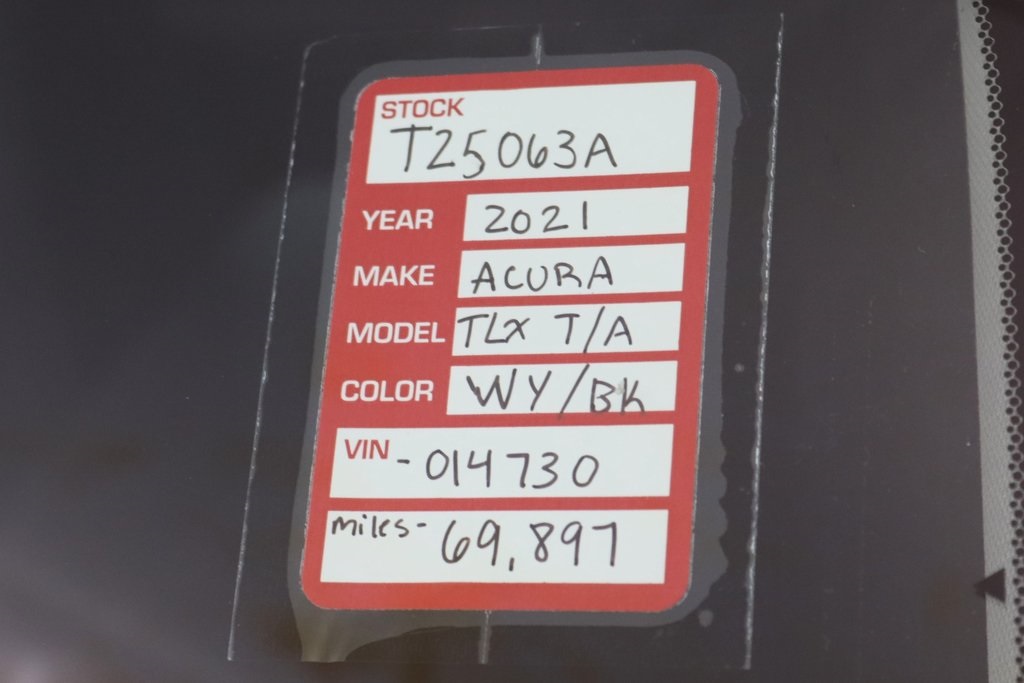 STOCK
T25063A
YEAR 2021
MAKE ACURA
MODEL TLX T/A
COLOR WY/BK
VIN -014730
miles- 69,897